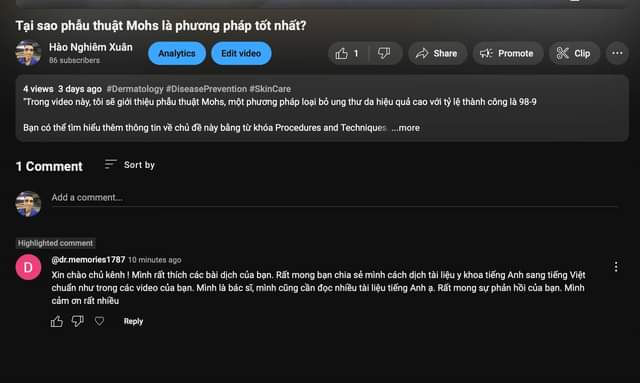 Tại sao phẫu thuật Mohs là phương pháp tốt nhất?
Hào Nghiêm Xuân
86 subscribers
Analytics
Edit video
1
Share
Promote
Clip
4 views 3 days ago #Dermatology #DiseasePrevention #SkinCare
"Trong video này, tôi sẽ giới thiệu phẫu thuật Mohs, một phương pháp loại bỏ ung thư da hiệu quả cao với tỷ lệ thành công là 98-9
Bạn có thể tìm hiểu thêm thông tin về chủ đề này bằng từ khóa Procedures and Techniques ...more
1 Comment
Sort by
Add a comment...
Highlighted comment
D
@dr.memories1787 10 minutes ago
Xin chào chủ kênh ! Mình rất thích các bài dịch của bạn. Rất mong bạn chia sẻ mình cách dịch tài liệu y khoa tiếng Anh sang tiếng Việt
chuẩn như trong các video của bạn. Mình là bác sĩ, mình cũng cần đọc nhiều tài liệu tiếng Anh ạ. Rất mong sự phản hồi của bạn. Mình
cảm ơn rất nhiều
Reply